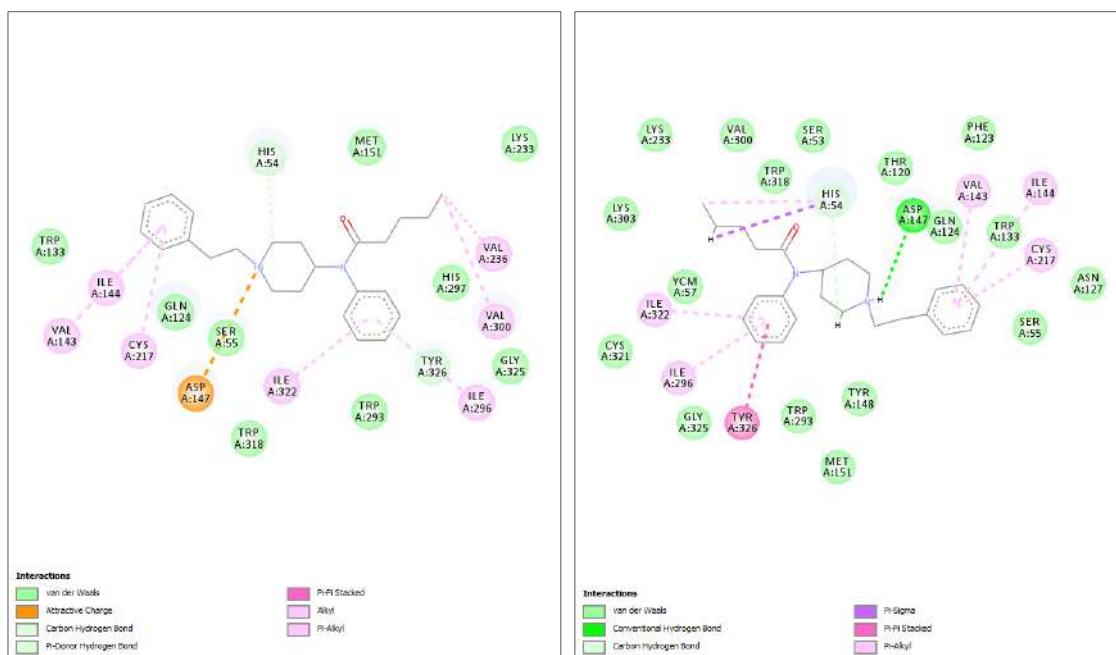 LYS
A:233
MET
A:151
HIS
A:54
TRP
A:133
VAL
A:236
ILE
A:144
HIS
A:297
GLN
A:124
VAL
A:300
SER
A:55
VAL
A:143
CYS
A:217
TYR
A:326
GLY
A:325
ILE
A:322
ASP
A:147
ILE
A:296
TRP
A:293
TRP
A:318
O
N
N
Interactions
van der Waals
Attractive Charge
Carbon Hydrogen Bond
Pi-Donor Hydrogen Bond
Pi-Pi Stacked
Alkyl
Pi-Alkyl
PHE
A:123
LYS
A:233
VAL
A:300
SER
A:53
THR
A:120
TRP
A:318
HIS
A:54
VAL
A:143
ILE
A:144
LYS
A:303
ASP
A:147
GLN
A:124
TRP
A:133
CYS
A:217
YCM
A:57
ASN
A:127
ILE
A:322
SER
A:55
CYS
A:321
ILE
A:296
TYR
A:148
GLY
A:325
TYR
A:326
TRP
A:293
MET
A:151
H
O
N
N
H
H
Interactions
van der Waals
Conventional Hydrogen Bond
Carbon Hydrogen Bond
Pi-Sigma
Pi-Pi Stacked
Pi-Alkyl